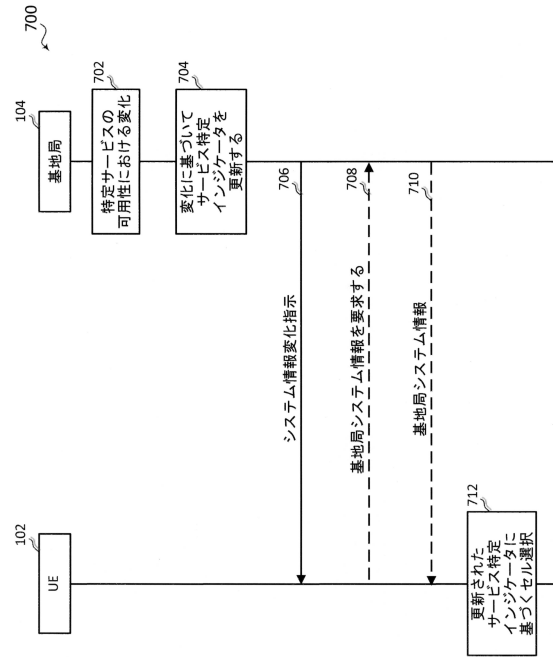 700
104
基地局
702
特定サービスの
可用性における変化
704
変化に基づいて
サービス特定
インジケータを
更新する
102
UE
706
システム情報変化指示
708
基地局システム情報を要求する
710
基地局システム情報
712
更新された
サービス特定
インジケータに
基づくセル選択